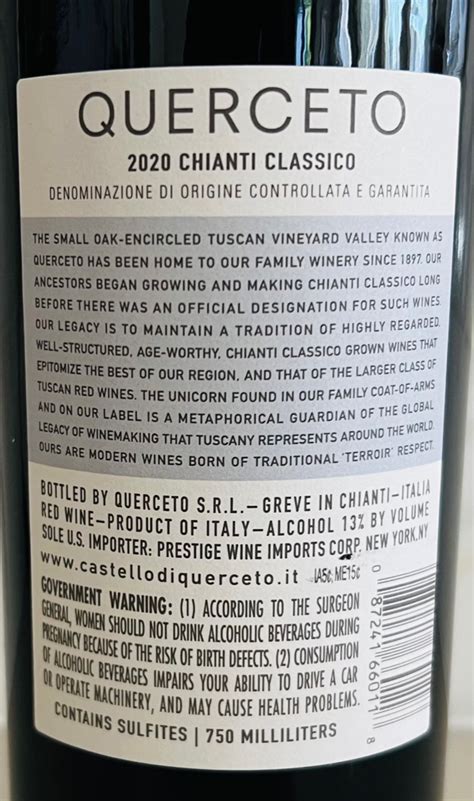 QUERCETO
2020 CHIANTI CLASSICO
DENOMINAZIONE DI ORIGINE CONTROLLATA E GARANTITA
THE SMALL OAK-ENCIRCLED TUSCAN VINEYARD VALLEY KNOWN AS
QUERCETO HAS BEEN HOME TO OUR FAMILY WINERY SINCE 1897. OUR
ANCESTORS BEGAN GROWING AND MAKING CHIANTI CLASSICO LONG
BEFORE THERE WAS AN OFFICIAL DESIGNATION FOR SUCH WINES.
OUR LEGACY IS TO MAINTAIN A TRADITION OF HIGHLY REGARDED,
WELL-STRUCTURED, AGE-WORTHY, CHIANTI CLASSICO GROWN WINES THAT
EPITOMIZE THE BEST OF OUR REGION, AND THAT OF THE LARGER CLASS OF
TUSCAN RED WINES. THE UNICORN FOUND IN OUR FAMILY COAT-OF-ARMS
AND ON OUR LABEL IS A METAPHORICAL GUARDIAN OF THE GLOBAL
LEGACY OF WINEMAKING THAT TUSCANY REPRESENTS AROUND THE WORLD.
OURS ARE MODERN WINES BORN OF TRADITIONAL 'TERROIR' RESPECT.
BOTTLED BY QUERCETO S.R.L.–GREVE IN CHIANTI–ITALIA
RED WINE–PRODUCT OF ITALY–ALCOHOL 13% BY VOLUME
SOLE U.S. IMPORTER: PRESTIGE WINE IMPORTS CORP, NEW YORK,NY
www.castellodiquerceto.it IA5¢, ME15¢
GOVERNMENT WARNING: (1) ACCORDING TO THE SURGEON
GENERAL, WOMEN SHOULD NOT DRINK ALCOHOLIC BEVERAGES DURING
PREGNANCY BECAUSE OF THE RISK OF BIRTH DEFECTS. (2) CONSUMPTION
OF ALCOHOLIC BEVERAGES IMPAIRS YOUR ABILITY TO DRIVE A CAR
OR OPERATE MACHINERY, AND MAY CAUSE HEALTH PROBLEMS.
CONTAINS SULFITES | 750 MILLILITERS
0 87241 66011 8